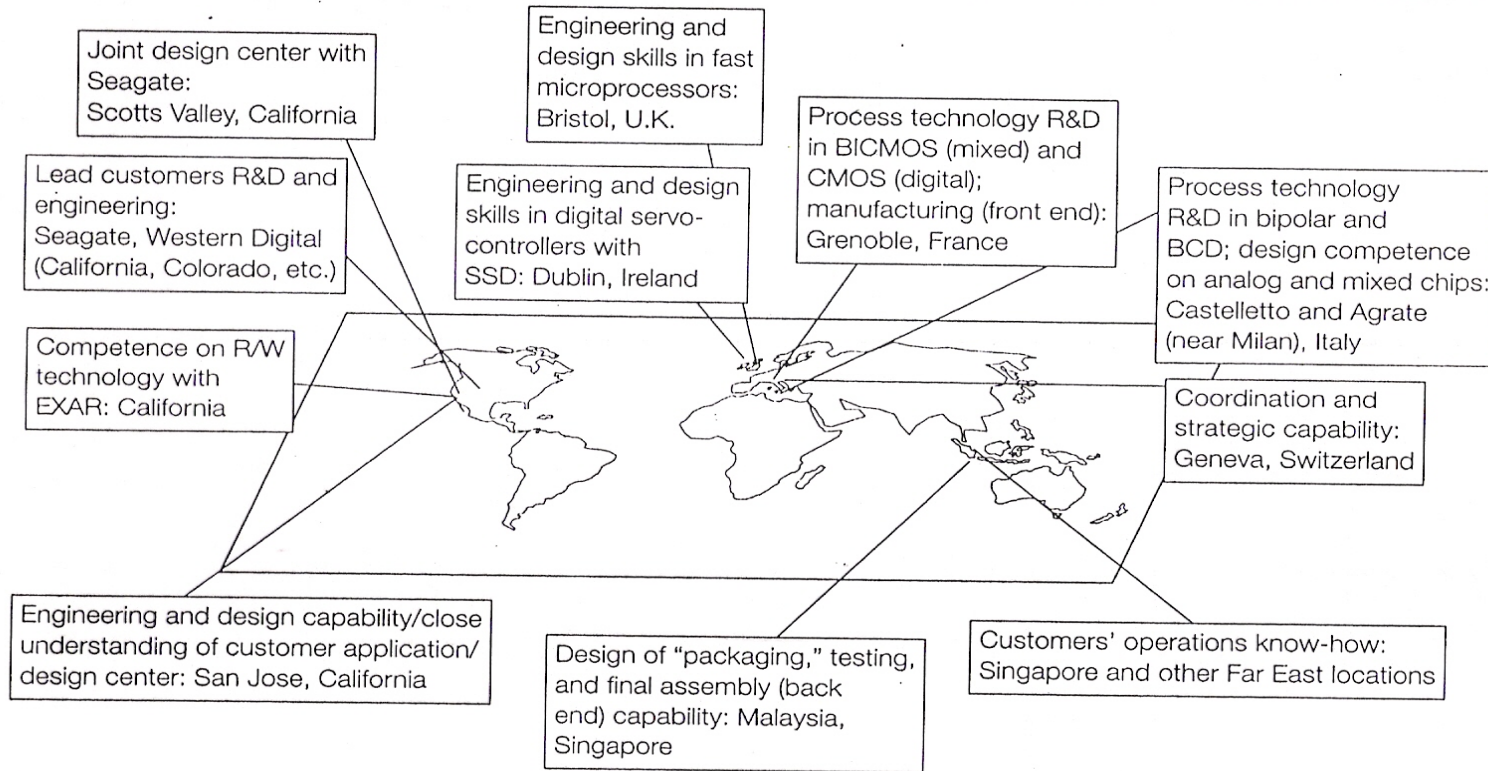 Joint design center with
Seagate:
Scotts Valley, California
Engineering and
design skills in fast
microprocessors:
Bristol, U.K.
Lead customers R&D and
engineering:
Seagate, Western Digital
(California, Colorado, etc.)
Engineering and design
skills in digital servo-
controllers with
SSD: Dublin, Ireland
Process technology R&D
in BICMOS (mixed) and
CMOS (digital);
manufacturing (front end):
Grenoble, France
Process technology
R&D in bipolar and
BCD; design competence
on analog and mixed chips:
Castelletto and Agrate
(near Milan), Italy
Competence on R/W
technology with
EXAR: California
Coordination and
strategic capability:
Geneva, Switzerland
Engineering and design capability/close
understanding of customer application/
design center: San Jose, California
Design of “packaging,” testing,
and final assembly (back
end) capability: Malaysia,
Singapore
Customers’ operations know-how:
Singapore and other Far East locations